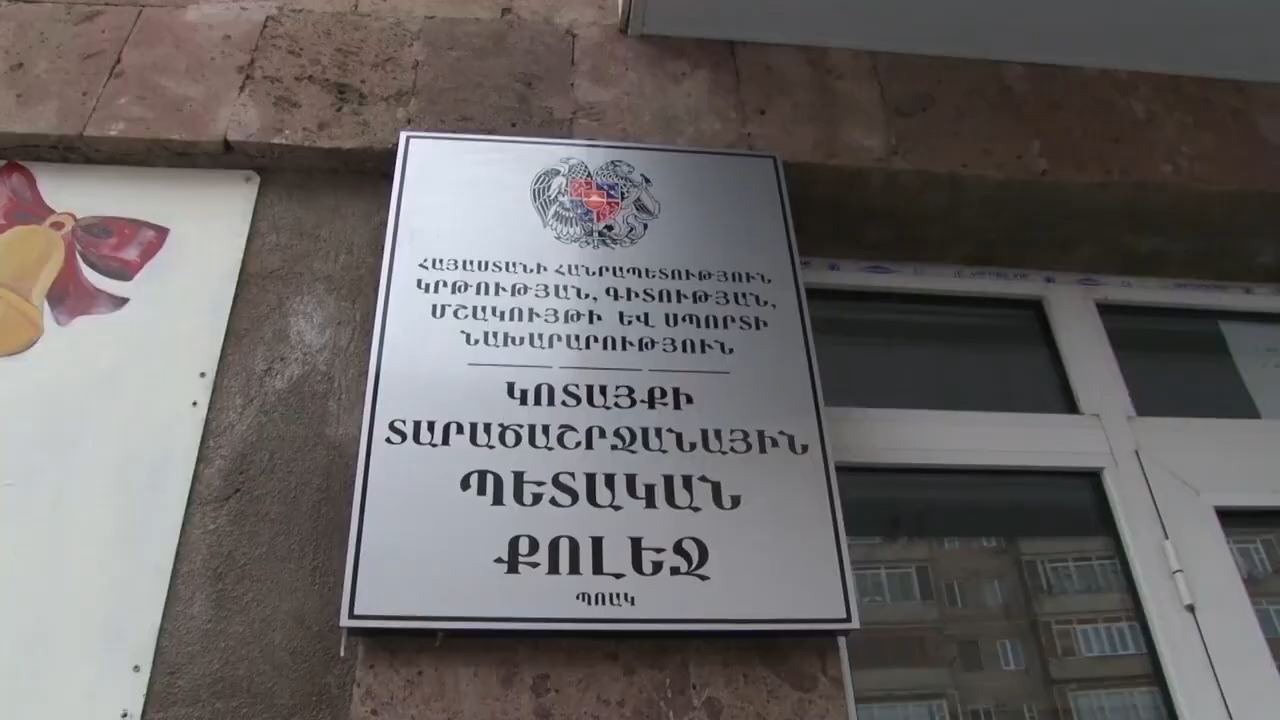 ՀԱՅԱՍՏԱՆԻ ՀԱՆՐԱՊԵՏՈՒԹՅՈՒՆ
ԿՐԹՈՒԹՅԱՆ, ԳԻՏՈՒԹՅԱՆ,
ՄՇԱԿՈՒՅԹԻ ԵՎ ՍՊՈՐՏԻ
ՆԱԽԱՐԱՐՈՒԹՅՈՒՆ
ԿՈՏԱՅՔԻ
ՏԱՐԱԾԱՇՐՋԱՆԱՅԻՆ
ՊԵՏԱԿԱՆ
ՔՈԼԵՋ
ՊՈԱԿ